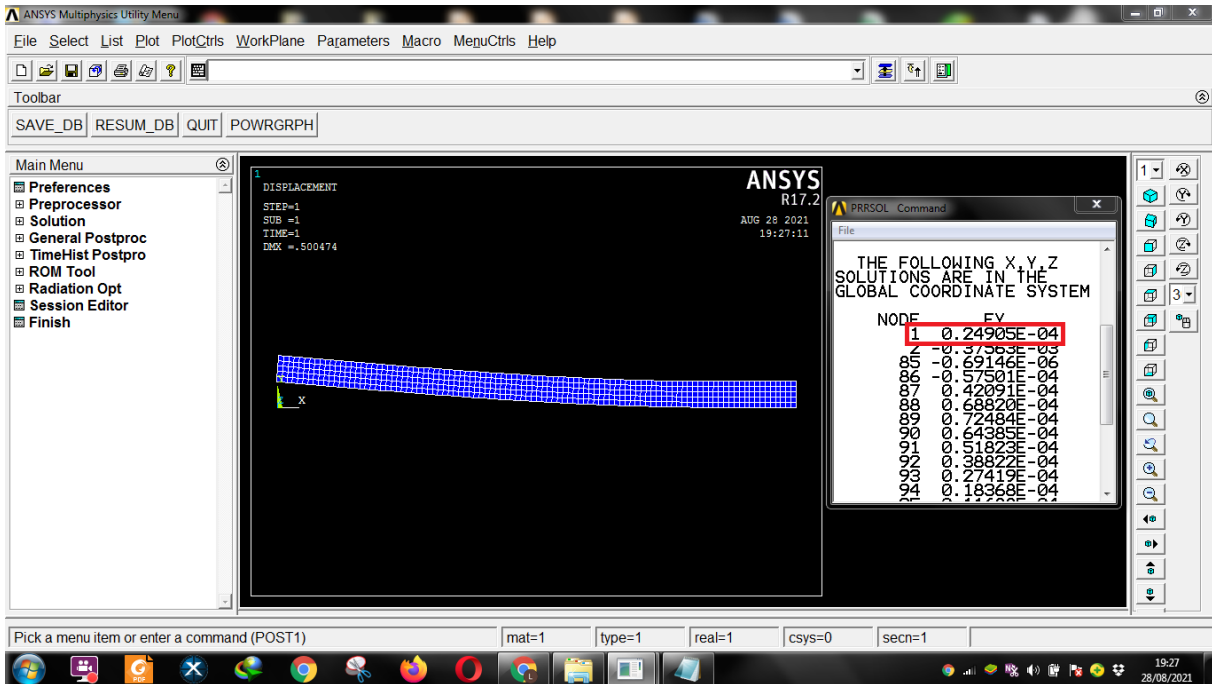 ANSYS Multiphysics Utility Menu
File Select List Plot PlotCtrls WorkPlane Parameters Macro MenuCtrls Help
Toolbar
SAVE_DB RESUM_DB QUIT POWRGRPH
Main Menu
Preferences
Preprocessor
Solution
General Postproc
TimeHist Postpro
ROM Tool
Radiation Opt
Session Editor
Finish
1
DISPLACEMENT
STEP=1
SUB =1
TIME=1
DMX =.500474
ANSYS
R17.2
AUG 28 2021
19:27:11
X
PRRSOL Command
File
THE FOLLOWING X,Y,Z
SOLUTIONS ARE IN THE
GLOBAL COORDINATE SYSTEM
NODE FY
1 0.24905E-04
2 -0.37563E-03
85 -0.69146E-06
86 -0.57501E-04
87 0.42091E-04
88 0.68820E-04
89 0.72484E-04
90 0.64385E-04
91 0.51823E-04
92 0.38822E-04
93 0.27419E-04
94 0.18368E-04
1
3
Pick a menu item or enter a command (POST1)
mat=1 type=1 real=1 csys=0 secn=1
PDF
19:27
28/08/2021